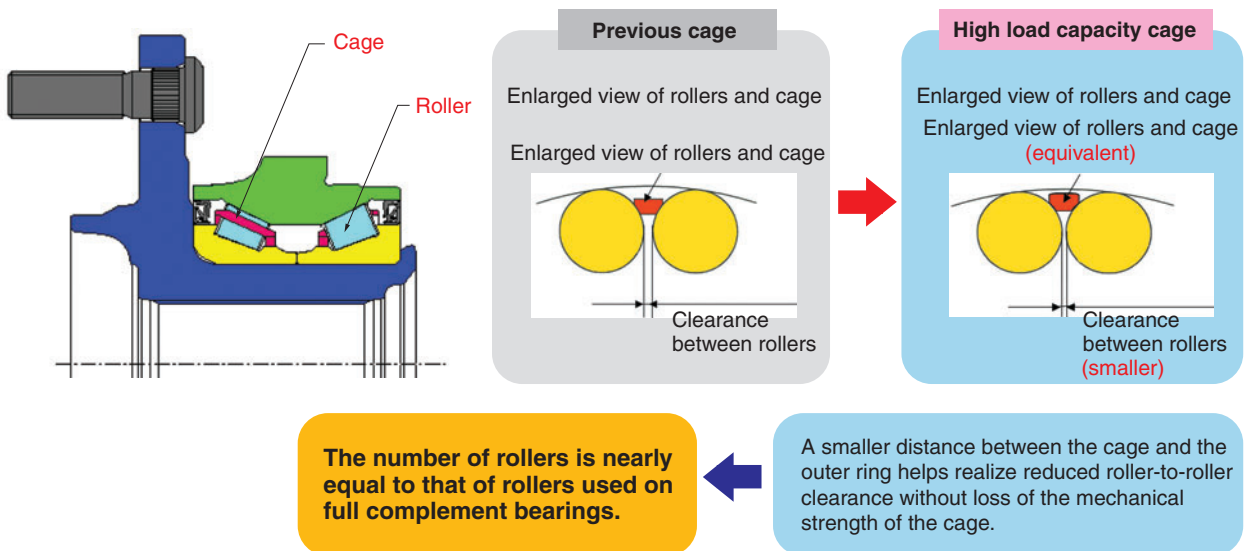 Cage
Roller
Previous cage
Enlarged view of rollers and cage
Enlarged view of rollers and cage
Clearance
between rollers
High load capacity cage
Enlarged view of rollers and cage
Enlarged view of rollers and cage
(equivalent)
Clearance
between rollers
(smaller)
The number of rollers is nearly
equal to that of rollers used on
full complement bearings.
A smaller distance between the cage and the
outer ring helps realize reduced roller-to-roller
clearance without loss of the mechanical
strength of the cage.